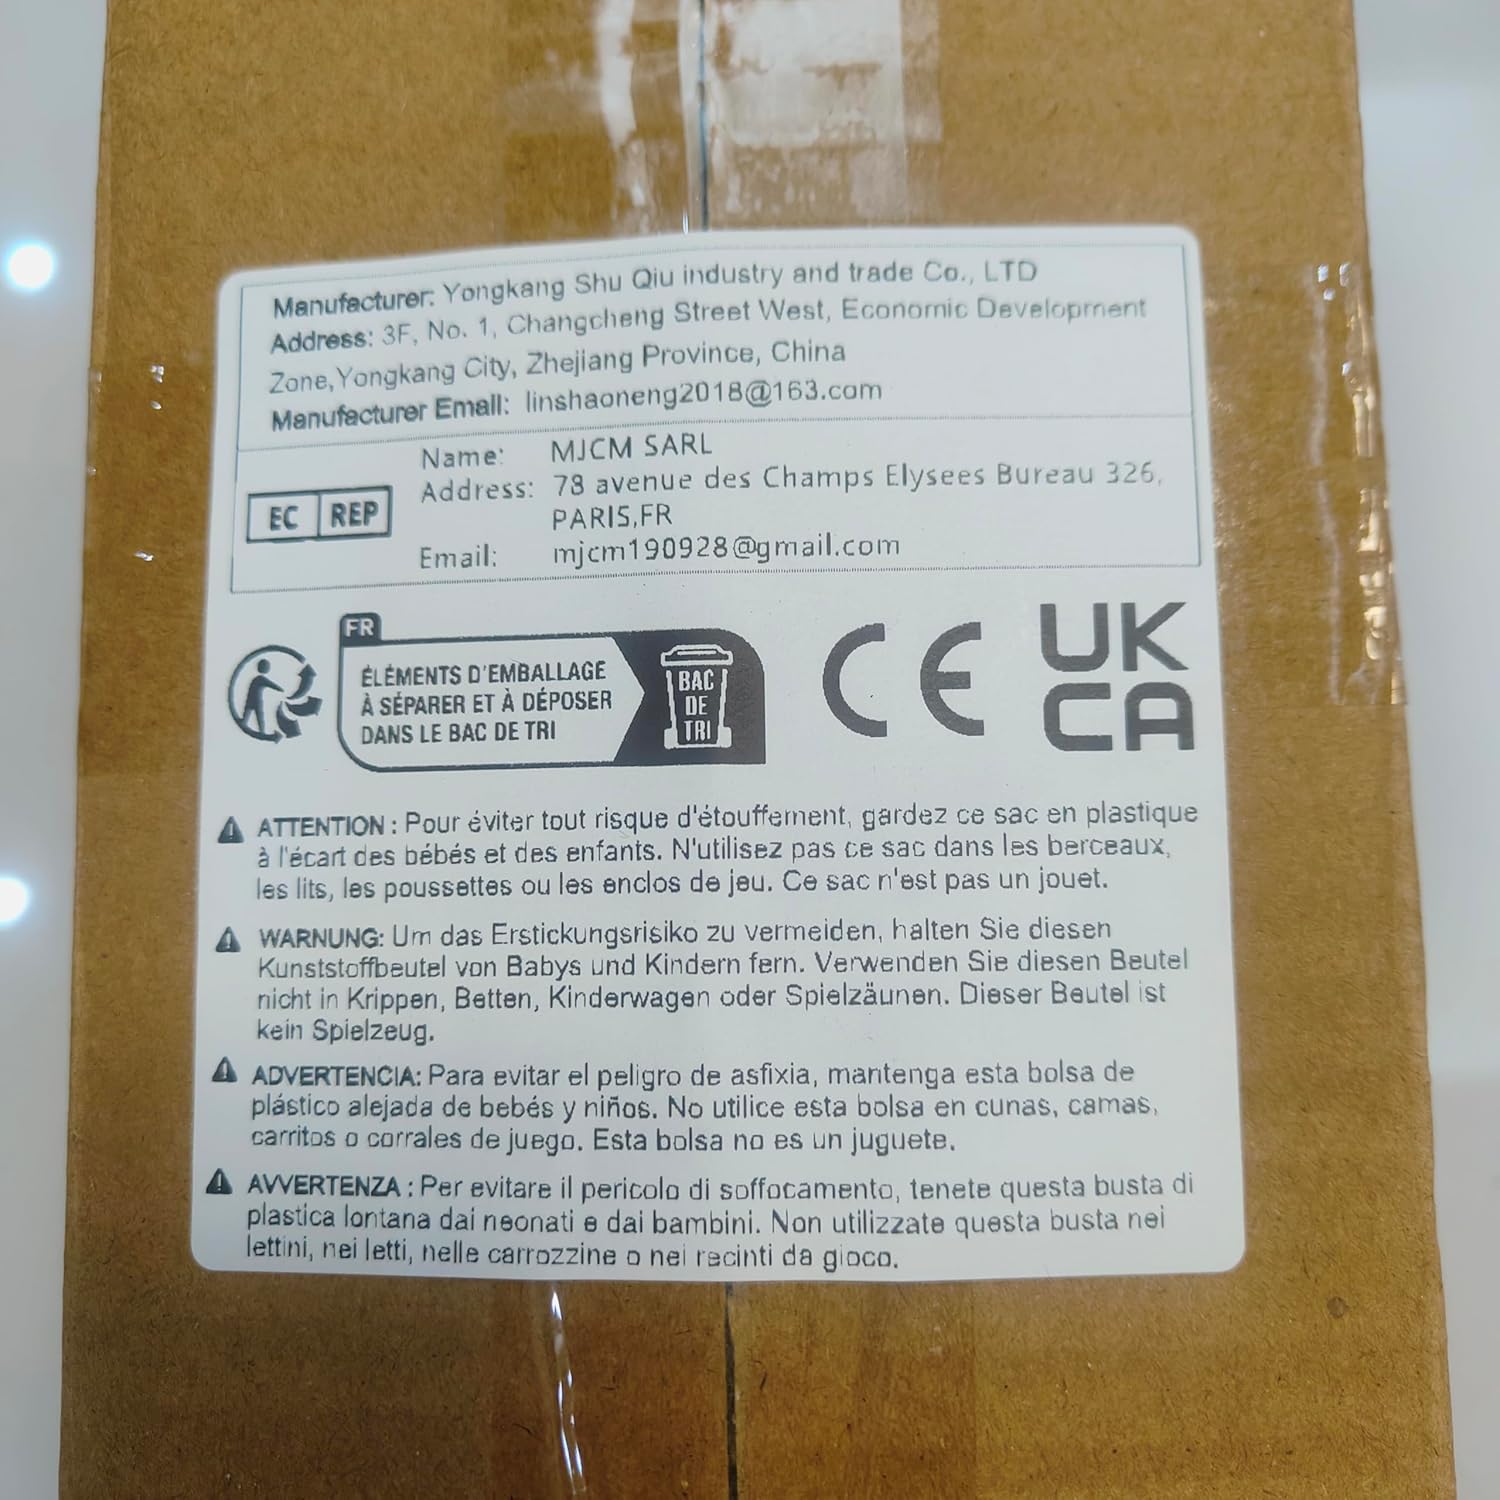 Manufacturer: Yongkang Shu Qiu industry and trade Co., LTD
Address: 3F, No. 1, Changcheng Street West, Economic Development
Zone,Yongkang City, Zhejiang Province, China
Manufacturer Email: linshaoneng2018@163.com
EC REP
Name: MJCM SARL
Address: 78 avenue des Champs Elysees Bureau 326,
PARIS,FR
Email: mjcm190928@gmail.com
FR
ÉLÉMENTS D'EMBALLAGE
À SÉPARER ET À DÉPOSER
DANS LE BAC DE TRI
BAC
DE
TRI
CE
UK
CA
ATTENTION : Pour éviter tout risque d'étouffement, gardez ce sac en plastique
à l'écart des bébés et des enfants. N'utilisez pas ce sac dans les berceaux,
les lits, les poussettes ou les enclos de jeu. Ce sac n'est pas un jouet.
WARNUNG: Um das Erstickungsrisiko zu vermeiden, halten Sie diesen
Kunststoffbeutel von Babys und Kindern fern. Verwenden Sie diesen Beutel
nicht in Krippen, Betten, Kinderwagen oder Spielzäunen. Dieser Beutel ist
kein Spielzeug.
ADVERTENCIA: Para evitar el peligro de asfixia, mantenga esta bolsa de
plástico alejada de bebés y niños. No utilice esta bolsa en cunas, camas,
carritos o corrales de juego. Esta bolsa no es un juguete.
AVVERTENZA : Per evitare il pericolo di soffocamento, tenete questa busta di
plastica lontana dai neonati e dai bambini. Non utilizzate questa busta nei
lettini, nei letti, nelle carrozzine o nei recinti da gioco.